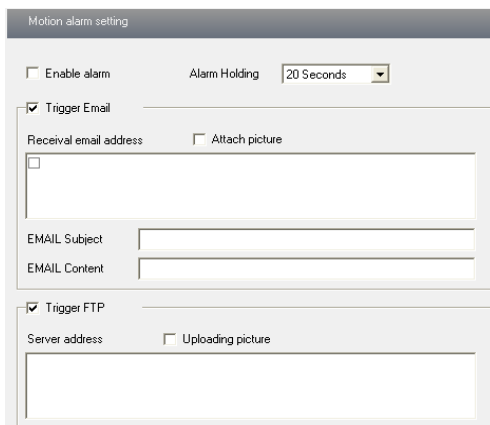 Motion alarm setting
Enable alarm Alarm Holding 20 Seconds
Trigger Email
Receival email address Attach picture
EMAIL Subject
EMAIL Content
Trigger FTP
Server address Uploading picture